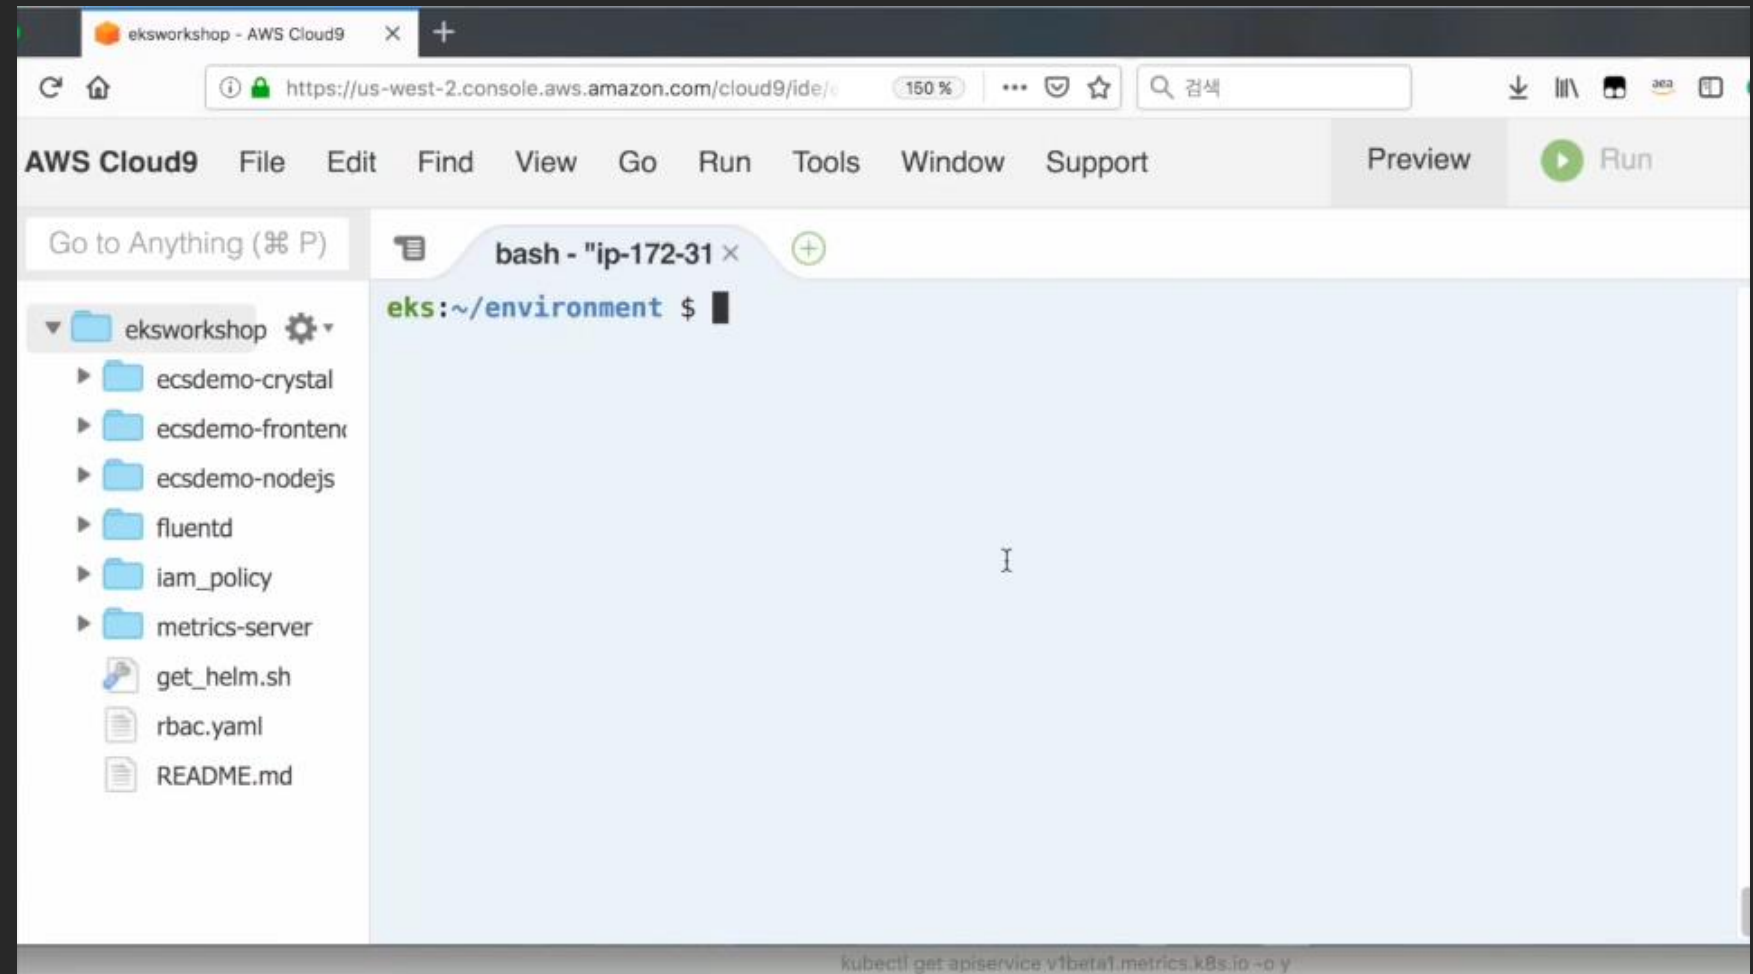 eksworkshop - AWS Cloud9
https://us-west-2.console.aws.amazon.com/cloud9/ide/
150 %
검색
aea
AWS Cloud9 File Edit Find View Go Run Tools Window Support Preview Run
Go to Anything (⌘ P)
bash - "ip-172-31
eks:~/environment $
eksworkshop
ecsdemo-crystal
ecsdemo-frontend
ecsdemo-nodejs
fluentd
iam_policy
metrics-server
get_helm.sh
rbac.yaml
README.md
kubectl get apiservice v1beta1.metrics.k8s.io -o y